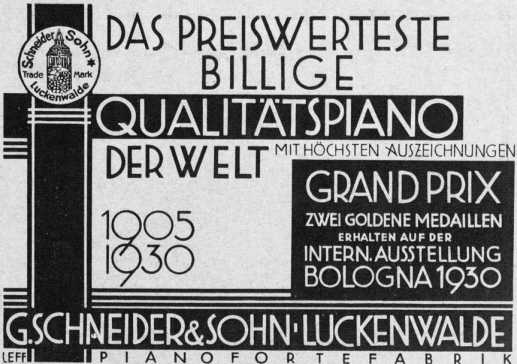 Schneider Sohn
Trade Mark
Luckenwalde
DAS PREISWERTESTE
BILLIGE
QUALITÄTSPIANO
DER WELT MIT HÖCHSTEN AUSZEICHNUNGEN
1905
1930
GRAND PRIX
ZWEI GOLDENE MEDAILLEN
ERHALTEN AUF DER
INTERN. AUSSTELLUNG
BOLOGNA 1930
G.SCHNEIDER & SOHN · LUCKENWALDE
LEFF PIANOFORTEFABRIK